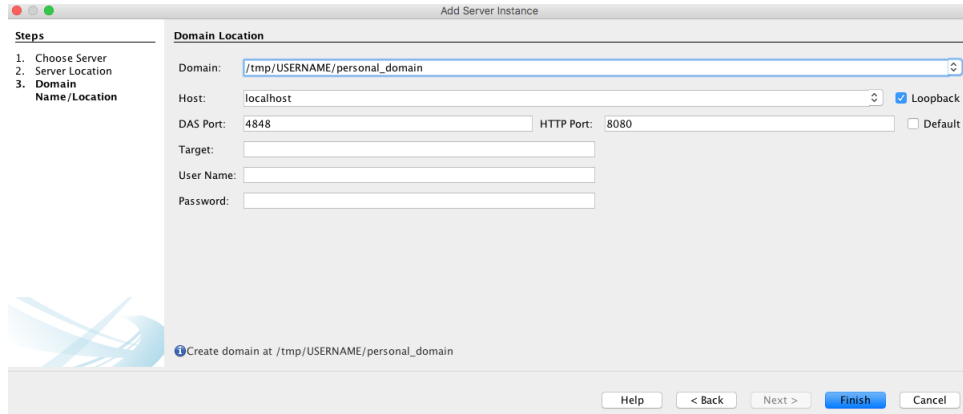 Add Server Instance
Steps
1. Choose Server
2. Server Location
3. Domain
Name/Location
Domain Location
Domain: /tmp/USERNAME/personal_domain
Host: localhost Loopback
DAS Port: 4848 HTTP Port: 8080 Default
Target:
User Name:
Password:
Create domain at /tmp/USERNAME/personal_domain
Help < Back Next > Finish Cancel